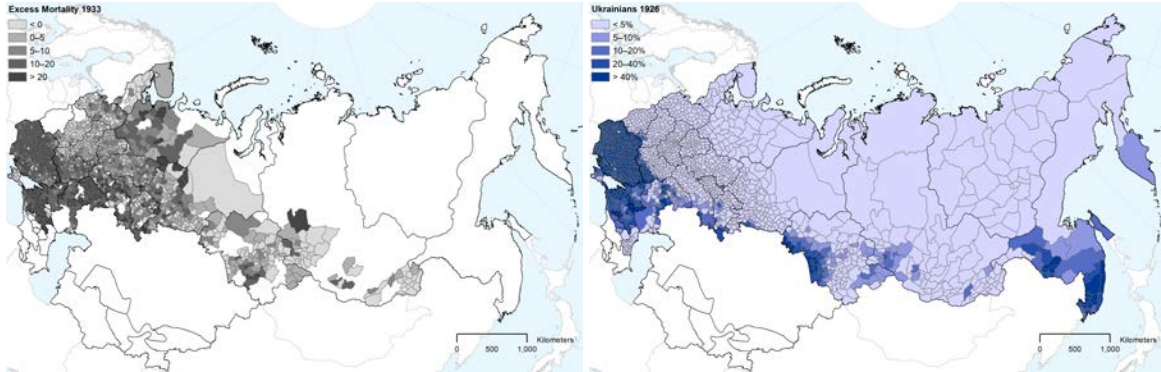 Excess Mortality 1933
< 0
0–5
5–10
10–20
> 20
Kilometers
0 500 1,000
Ukrainians 1926
< 5%
5–10%
10–20%
20–40%
> 40%
Kilometers
0 500 1,000